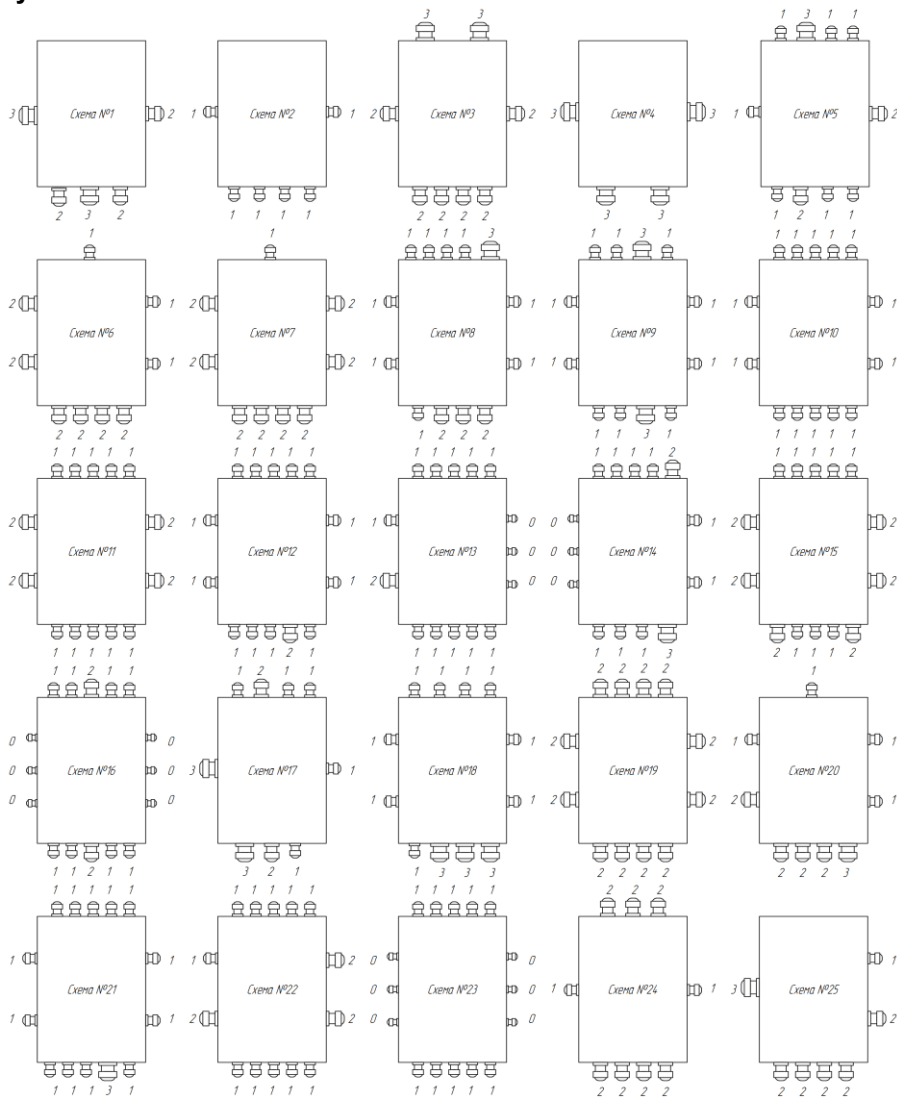 3 3 1 3 1 1
3 Схема №1 2 1 Схема №2 1 2 Схема №3 2 3 Схема №4 3 1 Схема №5 2
2 3 2 1 1 1 1 2 2 2 2 3 3 1 2 1 1
1 1 1 1 1 1 3 1 1 3 1 1 1 1 1 1
2 1 2 2 1 1 1 1 1 1
Схема №6 Схема №7 Схема №8 Схема №9 Схема №10
2 1 2 2 1 1 1 1 1 1
2 2 2 2 2 2 2 2 1 2 2 2 1 1 3 1 1 1 1 1 1
1 1 1 1 1 1 1 1 1 1 1 1 1 1 1 1 1 1 1 2 1 1 1 1 1
2 2 1 1 1 0 0 1 2 2
Схема №11 Схема №12 Схема №13 0 0 Схема №14 Схема №15
2 2 1 1 2 0 0 1 2 2
1 1 1 1 1 1 1 1 2 1 1 1 1 1 1 1 1 1 3 2 1 1 1 2
1 1 2 1 1 1 2 1 1 1 1 1 1 2 2 2 2 1
0 0 1 1 2 2 1 1
0 Схема №16 0 3 Схема №17 1 Схема №18 Схема №19 Схема №20
0 0 1 1 2 2 2 1
1 1 2 1 1 3 2 1 1 3 3 3 2 2 2 2 2 2 2 3
1 1 1 1 1 1 1 1 1 1 1 1 1 1 1 2 2 2
1 1 1 2 0 0 1
Схема №21 Схема №22 0 Схема №23 0 1 Схема №24 1 3 Схема №25
1 1 2 2 0 0 2
1 1 1 3 1 1 1 1 1 1 1 1 1 1 1 2 2 2 2 2 2 2 2